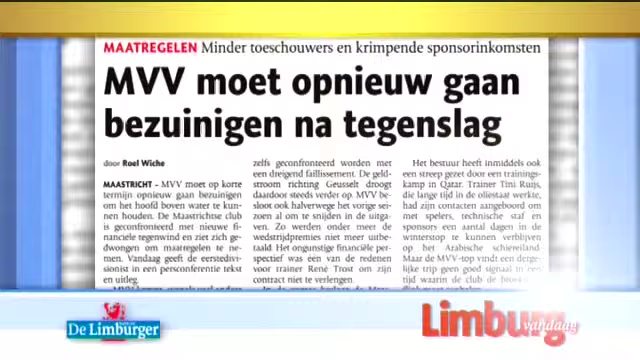 MAATREGELEN Minder toeschouwers en krimpende sponsorinkomsten
MVV moet opnieuw gaan
bezuinigen na tegenslag
door Roel Wiche
MAASTRICHT - MVV moet op korte
termijn opnieuw gaan bezuinigen
om het hoofd boven water te
kunnen houden. De Maastrichtse club
is geconfronteerd met nieuwe fi-
nanciële tegenwind en ziet zich ge-
dwongen om maatregelen te ne-
men. Vandaag geeft de eerstedivi-
sionist in een persconferentie tekst
en uitleg.
zelfs geconfronteerd worden met
een dreigend faillissement. De geld-
stroom richting Geusselt droogt
daardoor steeds verder op. MVV be-
sloot ook halverwege het vorige sei-
zoen al om te snijden in de uitga-
ven. Zo werden onder meer de
wedstrijdpremies niet meer uitbe-
taald. Het ongunstige financiële per-
spectief was één van de redenen
voor trainer René Trost om zijn
contract niet te verlengen.
Het bestuur heeft inmiddels ook
een streep gezet door een trainings-
kamp in Qatar. Trainer Tini Ruijs,
die lange tijd in de oliestaat werkte,
had zijn contacten aangeboord om
met spelers, technische staf en
sponsors een aantal dagen in de
winterstop te kunnen verblijven
op het Arabische schiereiland.
Maar de MVV-top vindt een derge-
lijke trip geen goed signaal in een
tijd waarin de club de
De Limburger
Limburg
vandaag